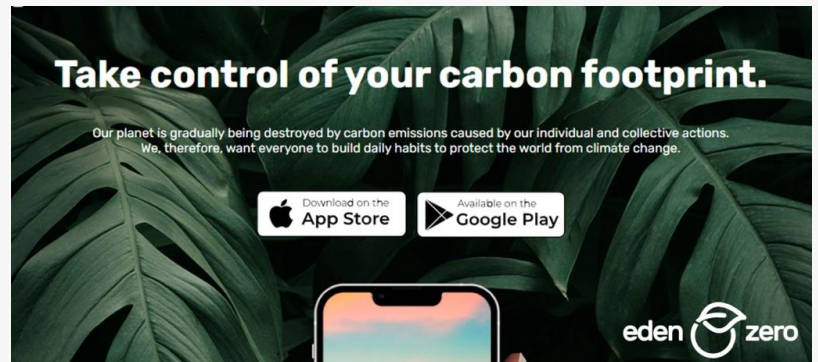 Take control of your carbon footprint.
Our planet is gradually being destroyed by carbon emissions caused by our individual and collective actions.
We, therefore, want everyone to build daily habits to protect the world from climate change.
Download on the
App Store
Available on the
Google Play
eden zero